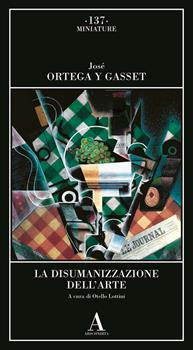 ·137·
MINIATURE
José
ORTEGA Y GASSET
LE JOURNAL
LA DISUMANIZZAZIONE
DELL'ARTE
A cura di Otello Lottini
A
ABSCONDITA